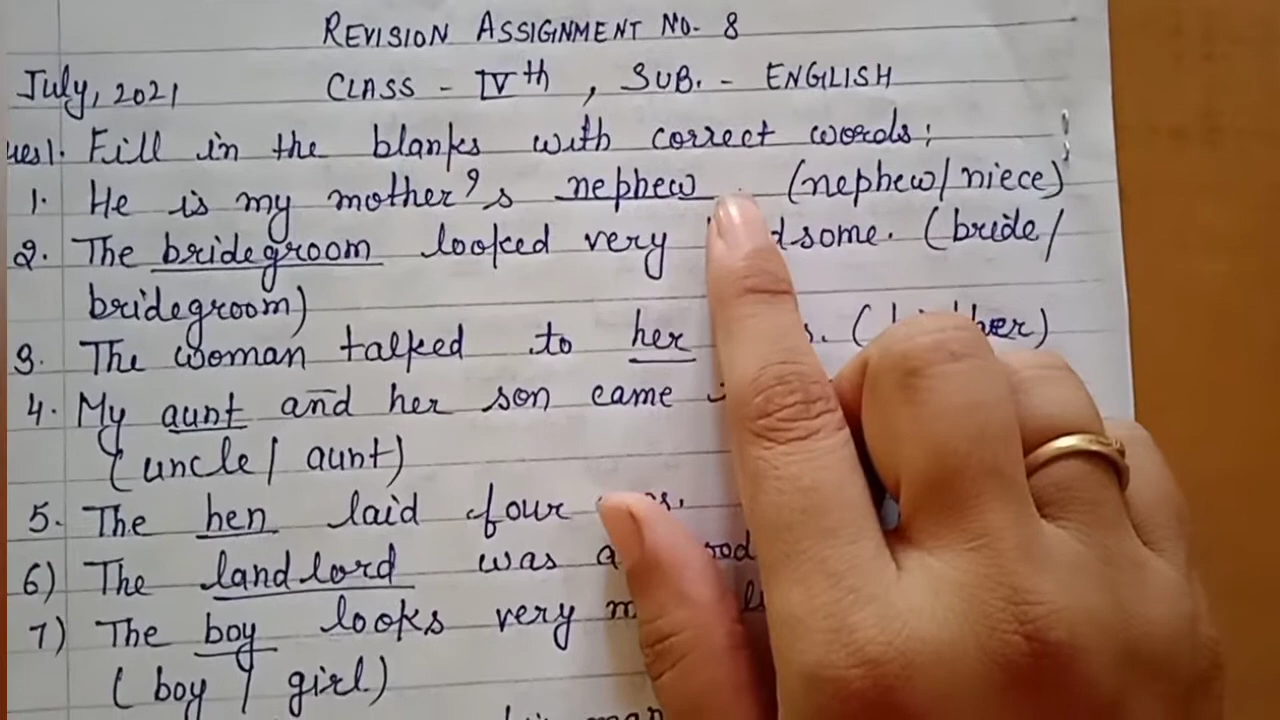 REVISION ASSIGNMENT NO. 8
July, 2021 CLASS - IVth, SUB. - ENGLISH
Fill in the blanks with correct words:
1. He is my mother's nephew. (nephew/niece)
2. The bridegroom looked very (bride/
bridegroom)
3. The woman talked to her
4. My aunt and her son came
(uncle/ aunt)
5. The hen laid four
6) The landlord was a
7) The boy looks very
(boy / girl)